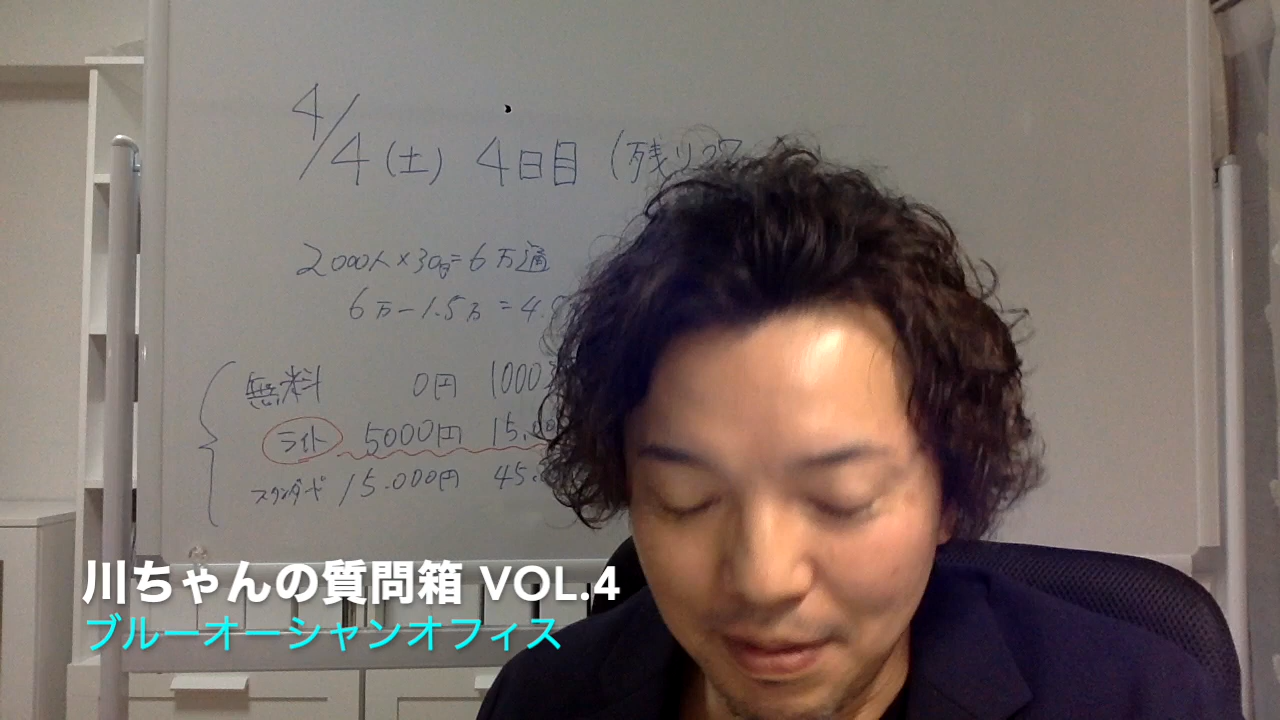 4/4(土) 4日目 (残り
2000人×30日=6万通
6万-1.5万=4.
無料 0円 1000
ライト 5000円 15.00
スタンダード 15.000円 45.
川ちゃんの質問箱 VOL.4
ブルーオーシャンオフィス